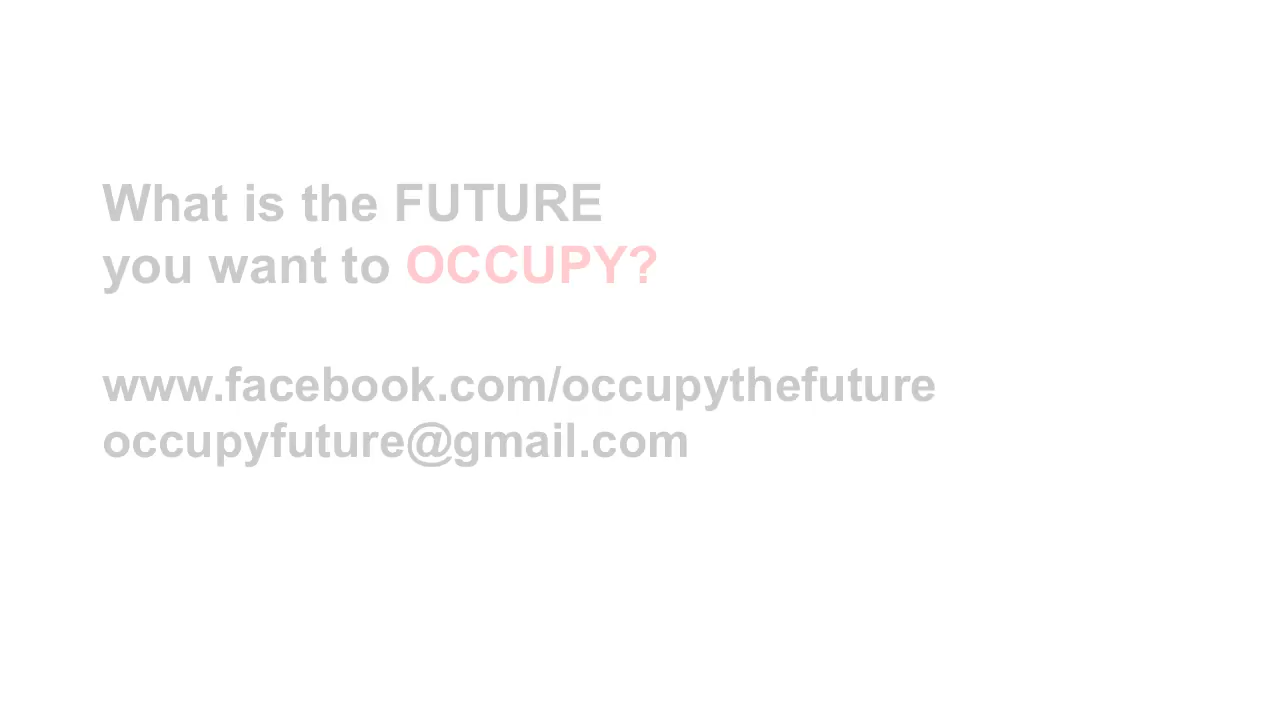 What is the FUTURE
you want to OCCUPY?
www.facebook.com/occupythefuture
occupyfuture@gmail.com